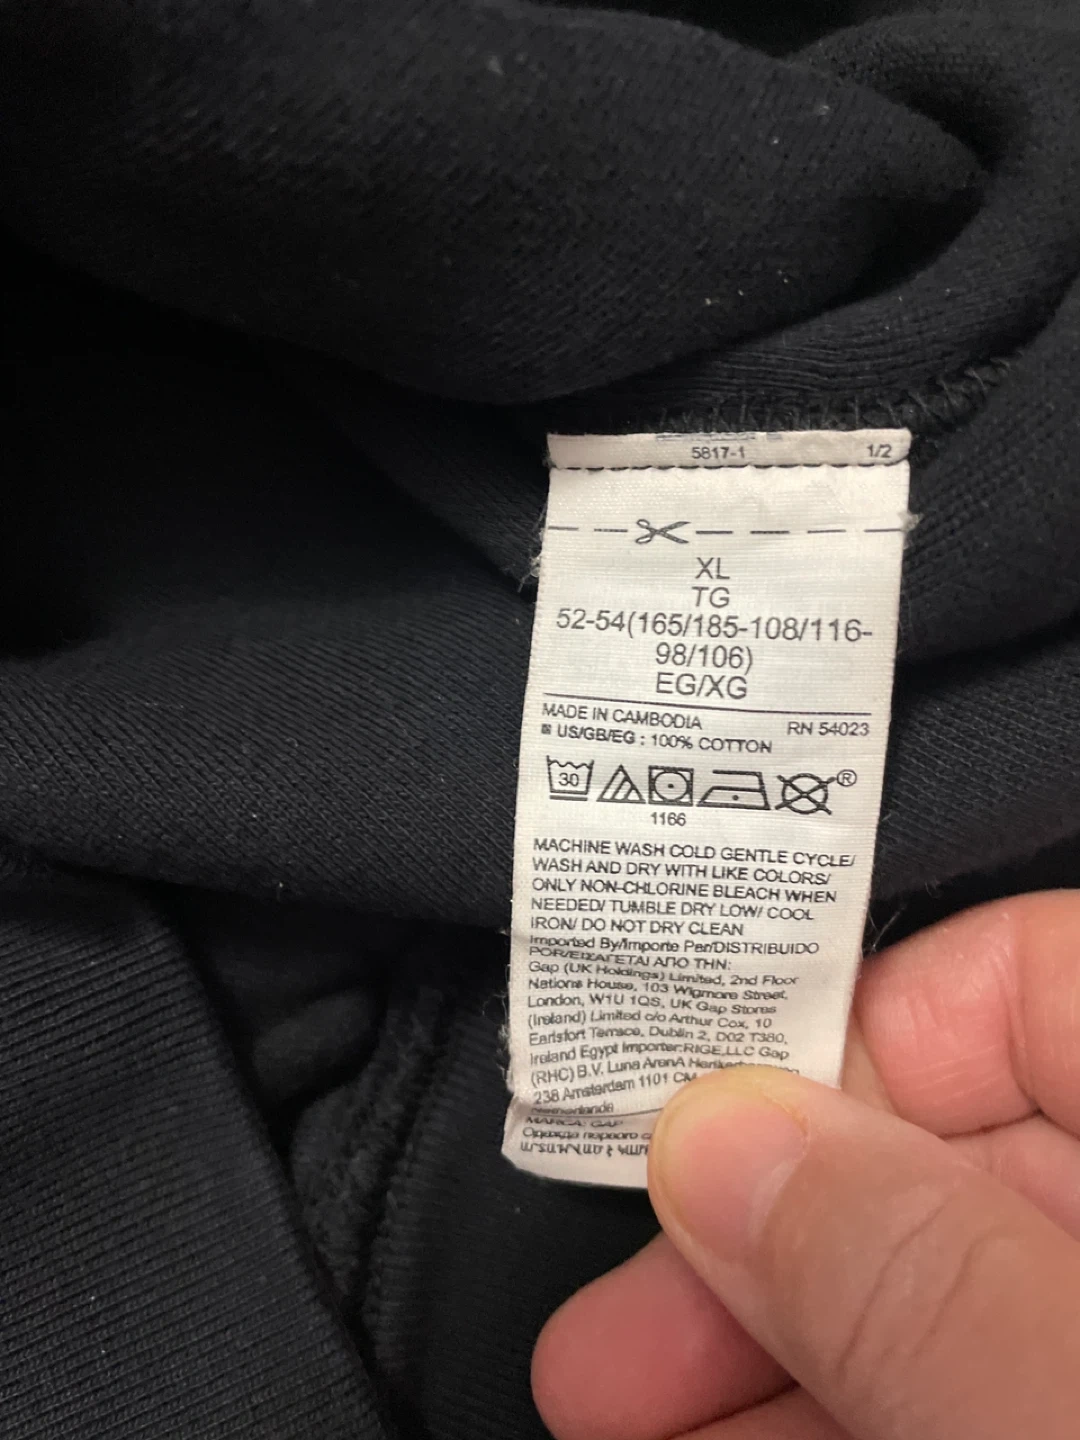 5817-1 1/2
XL
TG
52-54(165/185-108/116-
98/106)
EG/XG
MADE IN CAMBODIA RN 54023
US/GB/EG : 100% COTTON
30 ®
1166
MACHINE WASH COLD GENTLE CYCLE/
WASH AND DRY WITH LIKE COLORS/
ONLY NON-CHLORINE BLEACH WHEN
NEEDED/ TUMBLE DRY LOW/ COOL
IRON/ DO NOT DRY CLEAN
Imported By/Importe Per/DISTRIBUIDO
POR/ΕΙΣΑΓΕΤΑΙ ΑΠΟ ΤΗΝ:
Gap (UK Holdings) Limited, 2nd Floor
Nations House, 103 Wigmore Street,
London, W1U 1QS, UK Gap Stores
(Ireland) Limited c/o Arthur Cox, 10
Earlsfort Terrace, Dublin 2, D02 T380,
Ireland Egypt Importer:RIGE,LLC Gap
(RHC) B.V. Luna ArenA
238 Amsterdam 1101 CM
Netherlands
MARCA: GAP